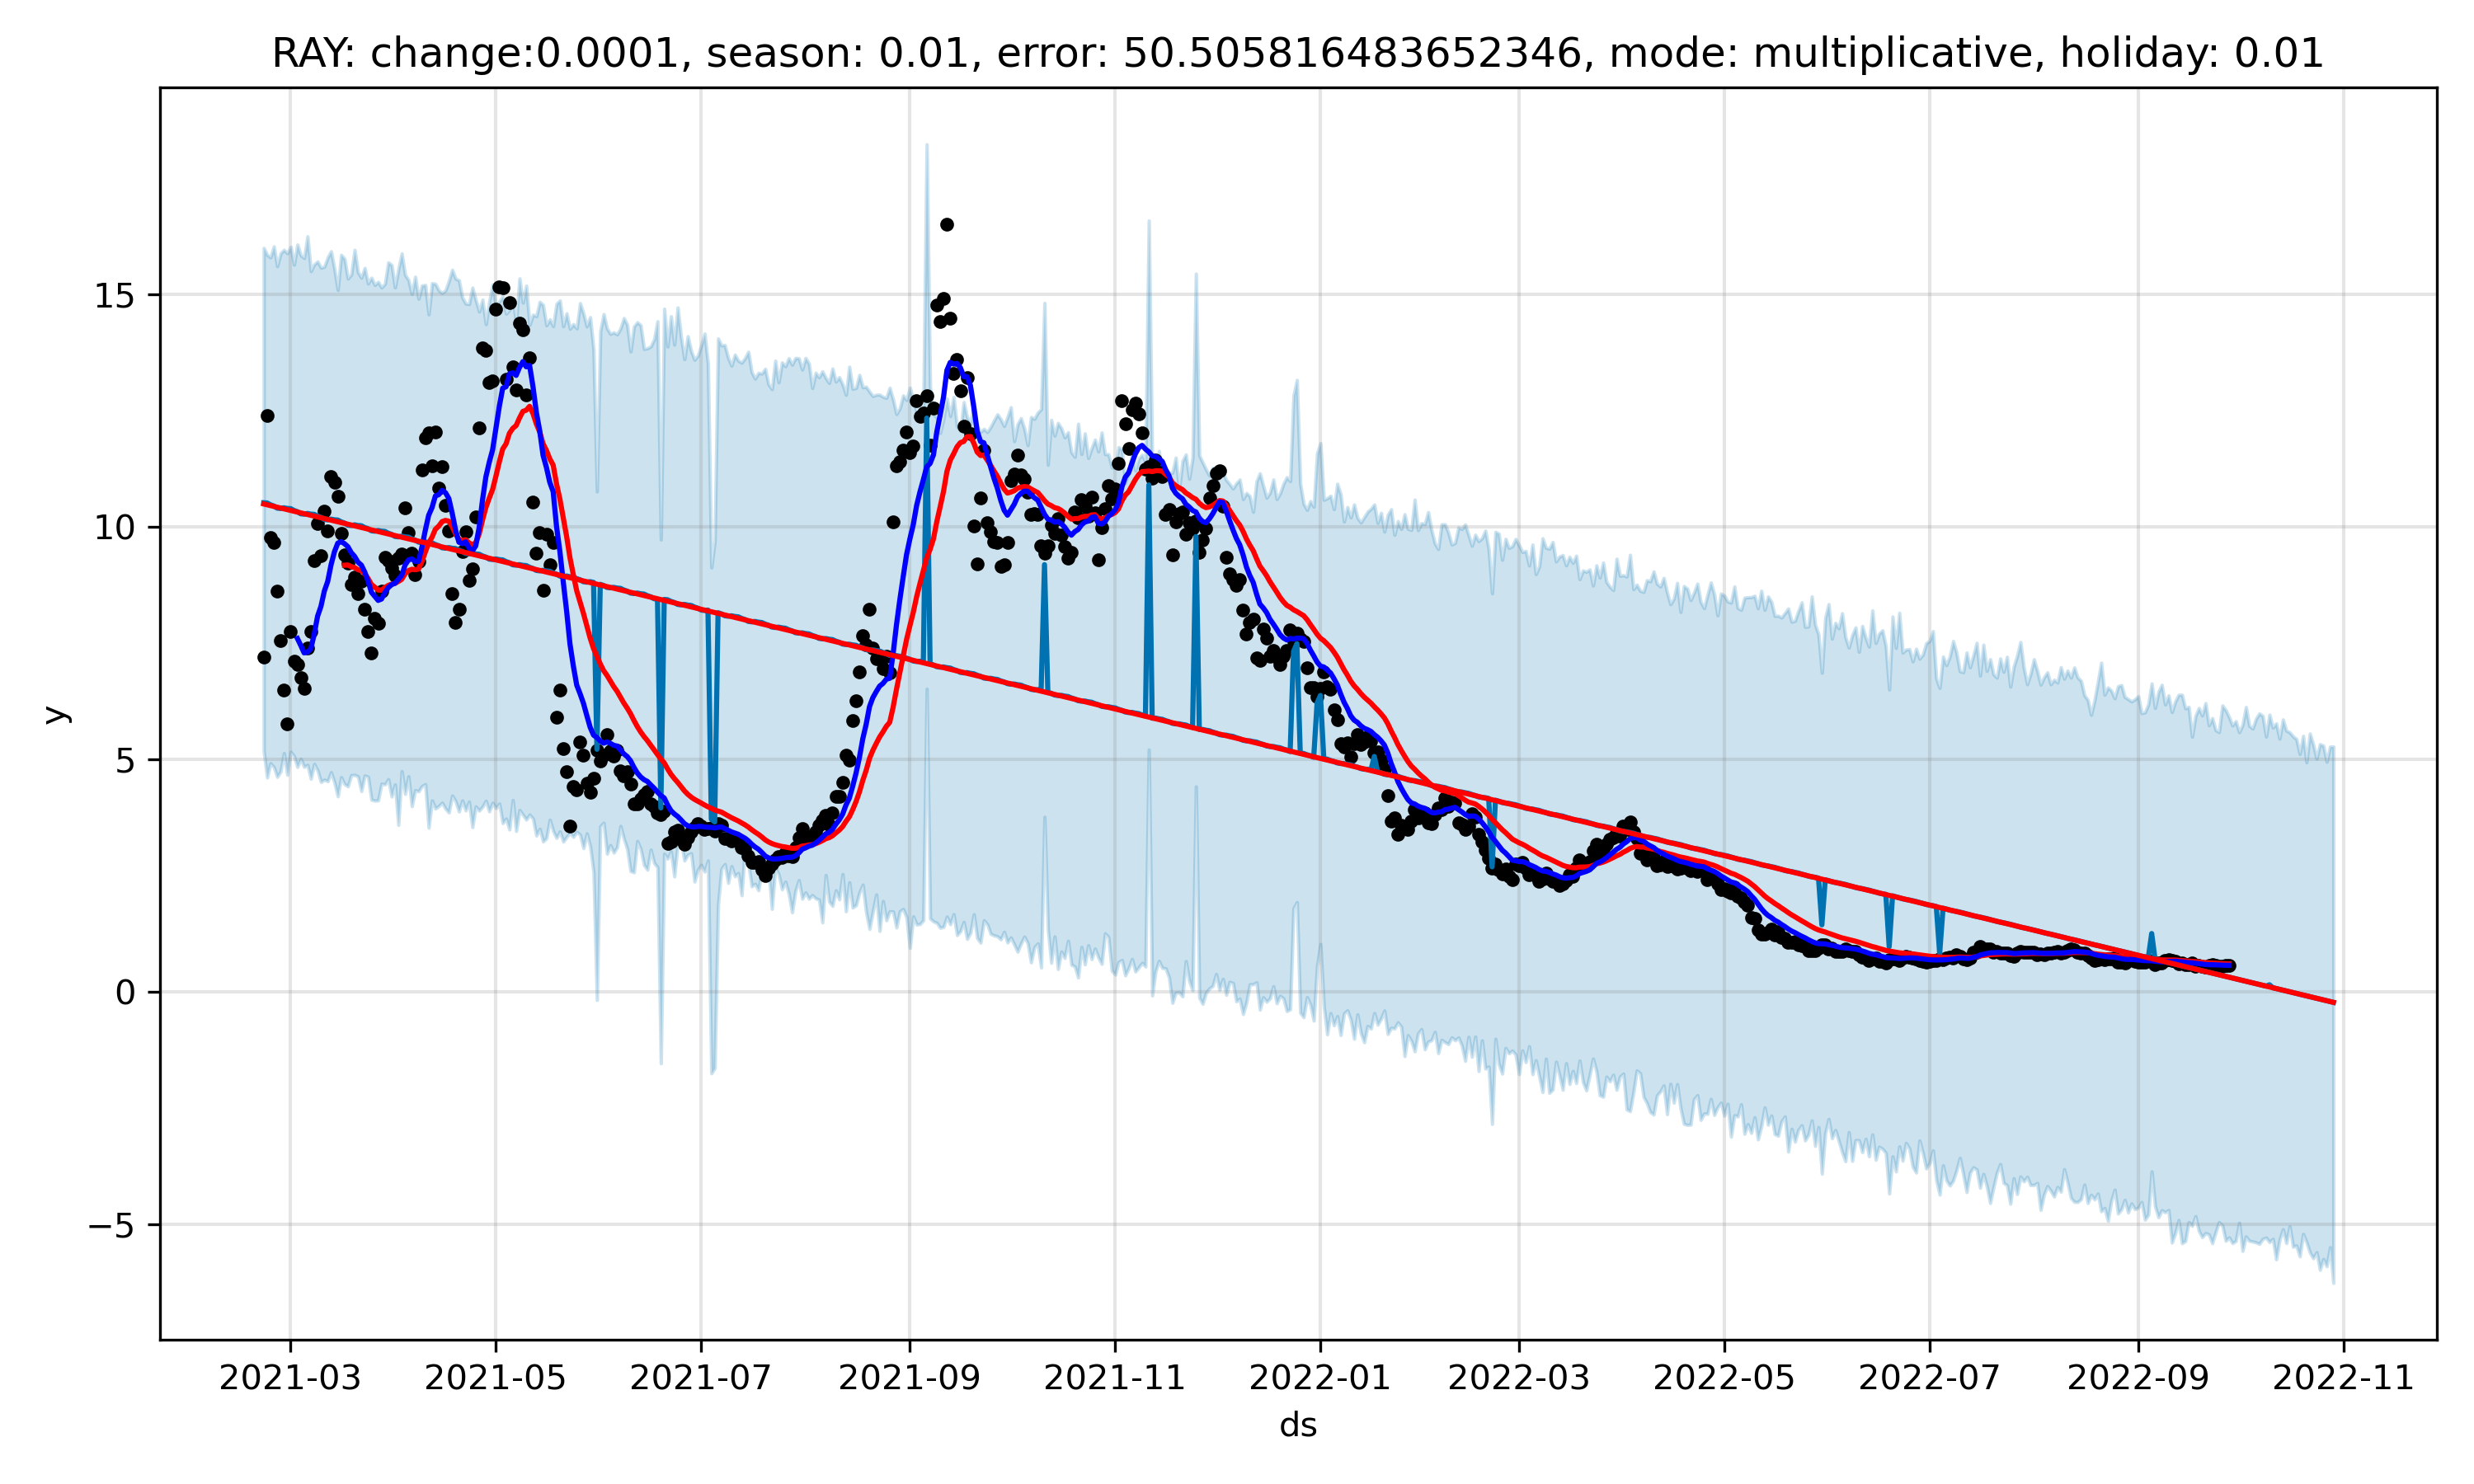 RAY: change:0.0001, season: 0.01, error: 50.505816483652346, mode: multiplicative, holiday: 0.01
15
10
5
0
−5
y
2021-03 2021-05 2021-07 2021-09 2021-11 2022-01 2022-03 2022-05 2022-07 2022-09 2022-11
ds